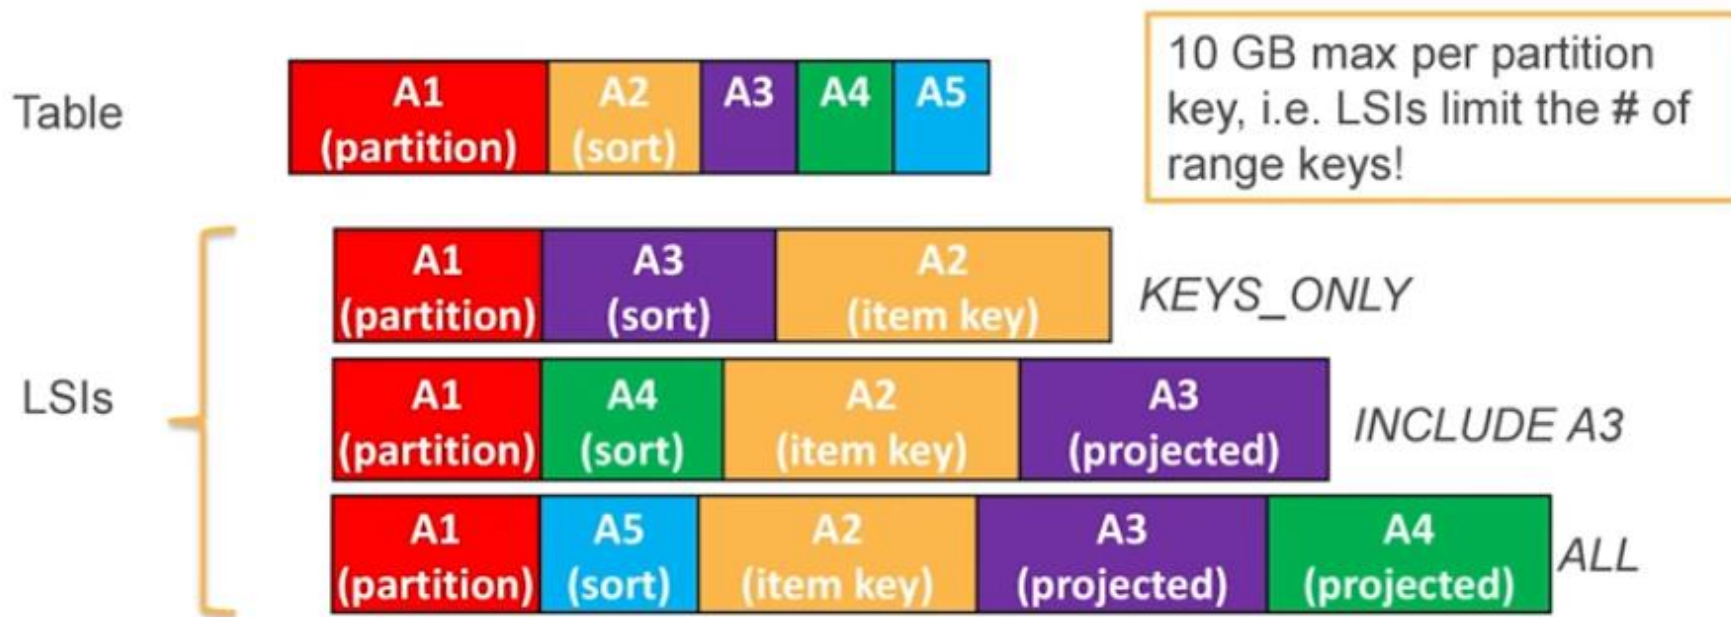 10 GB max per partition
key, i.e. LSIs limit the # of
range keys!
Table
A1 A2 A3 A4 A5
(partition) (sort)
A1 A3 A2
(partition) (sort) (item key)
KEYS_ONLY
LSIs
A1 A4 A2 A3
(partition) (sort) (item key) (projected)
INCLUDE A3
A1 A5 A2 A3 A4
(partition) (sort) (item key) (projected) (projected)
ALL